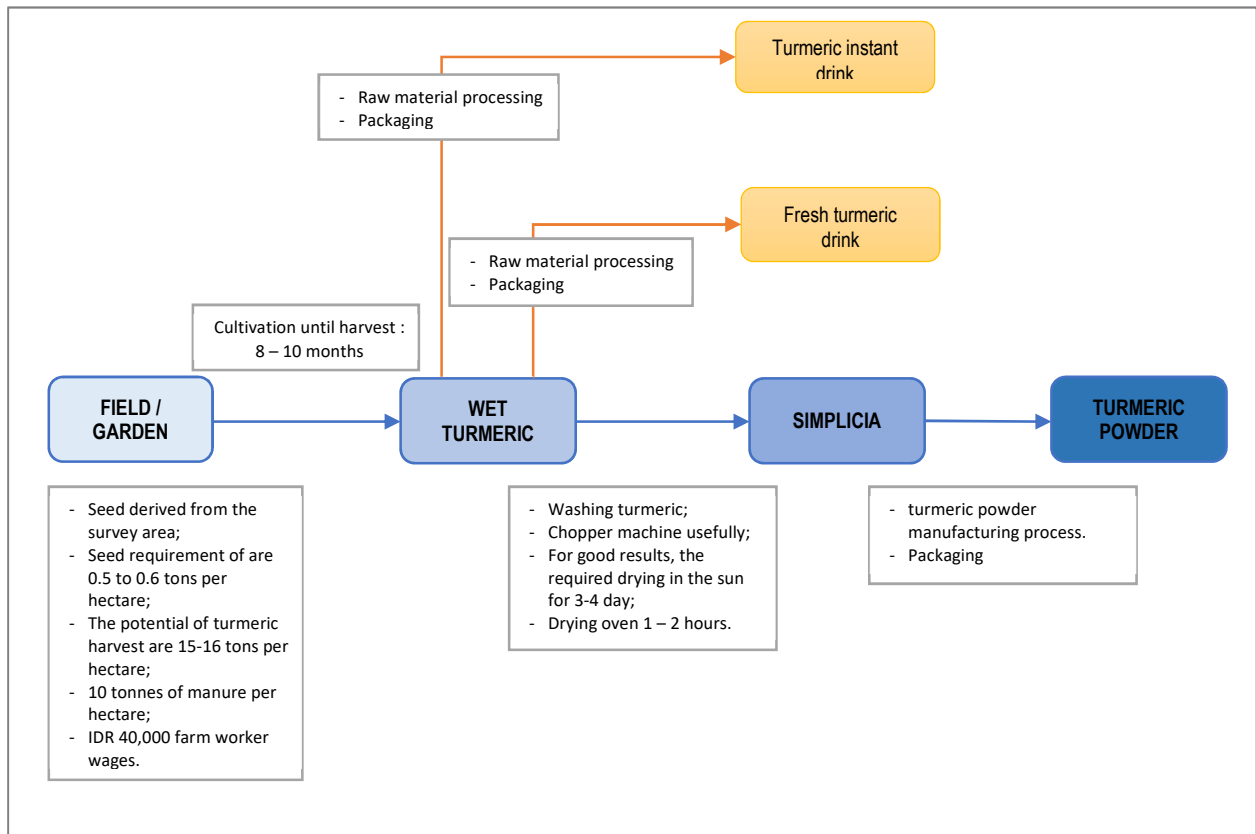 Turmeric instant
drink
- Raw material processing
- Packaging
Fresh turmeric
drink
- Raw material processing
- Packaging
Cultivation until harvest :
8 – 10 months
FIELD /
GARDEN
WET
TURMERIC
SIMPLICIA
TURMERIC
POWDER
- Seed derived from the
survey area;
- Seed requirement of are
0.5 to 0.6 tons per
hectare;
- The potential of turmeric
harvest are 15-16 tons per
hectare;
- 10 tonnes of manure per
hectare;
- IDR 40,000 farm worker
wages.
- Washing turmeric;
- Chopper machine usefully;
- For good results, the
required drying in the sun
for 3-4 day;
- Drying oven 1 – 2 hours.
- turmeric powder
manufacturing process.
- Packaging